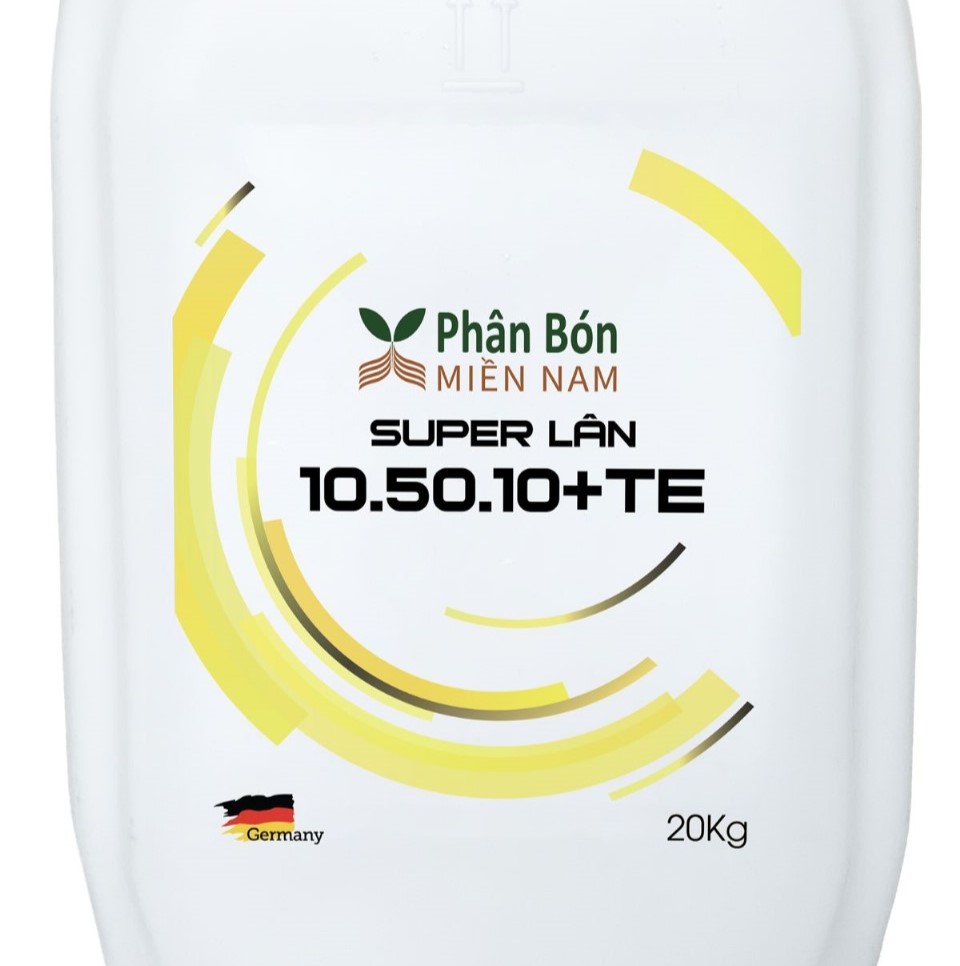 Phân Bón
MIỀN NAM
SUPER LÂN
10.50.10+TE
Germany
20Kg